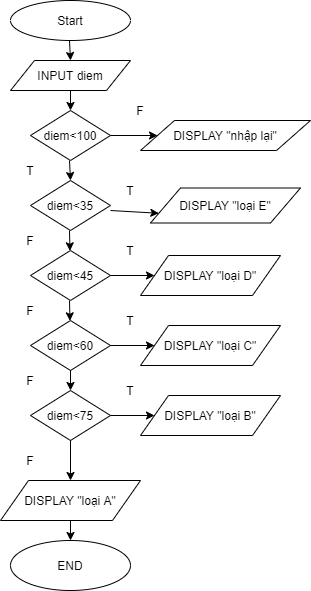 Start
INPUT diem
F
diem<100
DISPLAY "nhập lại"
T
T
diem<35
DISPLAY "loại E"
F
T
diem<45
DISPLAY "loại D"
F
T
diem<60
DISPLAY "loại C"
F
T
diem<75
DISPLAY "loại B"
F
DISPLAY "loại A"
END